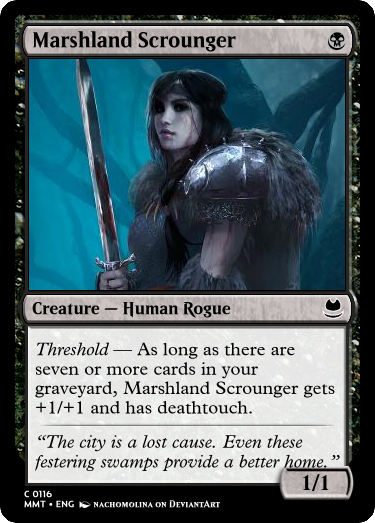 Marshland Scrounger
Creature — Human Rogue
Threshold — As long as there are
seven or more cards in your
graveyard, Marshland Scrounger gets
+1/+1 and has deathtouch.
“The city is a lost cause. Even these
festering swamps provide a better home.”
1/1
C 0116
MMT • ENG NACHOMOLINA ON DEVIANTART